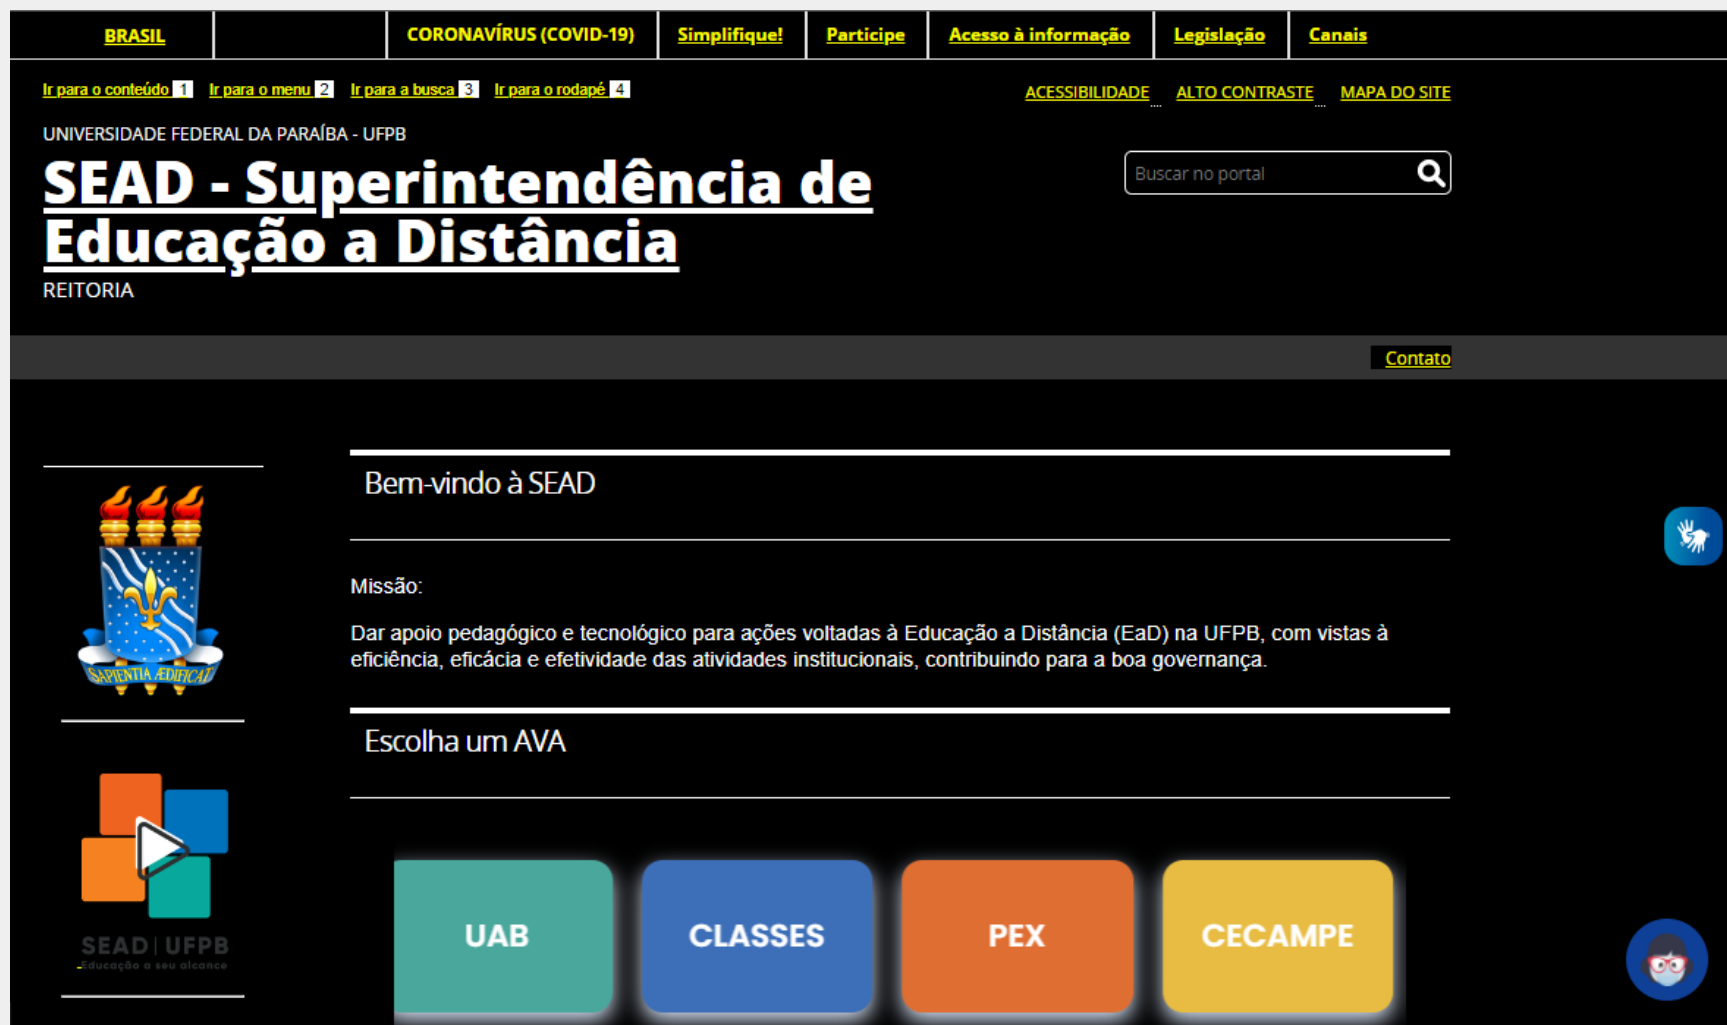 BRASIL CORONAVÍRUS (COVID-19) Simplifique! Participe Acesso à informação Legislação Canais
Ir para o conteúdo 1 Ir para o menu 2 Ir para a busca 3 Ir para o rodapé 4
ACESSIBILIDADE ALTO CONTRASTE MAPA DO SITE
UNIVERSIDADE FEDERAL DA PARAÍBA - UFPB
SEAD - Superintendência de
Educação a Distância
REITORIA
Buscar no portal
Contato
SAPIENTIA ÆDIFICAT
SEAD | UFPB
Educação a seu alcance
Bem-vindo à SEAD
Missão:
Dar apoio pedagógico e tecnológico para ações voltadas à Educação a Distância (EaD) na UFPB, com vistas à
eficiência, eficácia e efetividade das atividades institucionais, contribuindo para a boa governança.
Escolha um AVA
UAB CLASSES PEX CECAMPE